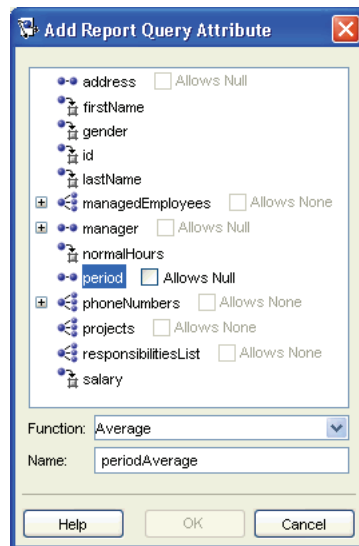 Add Report Query Attribute
address Allows Null
firstName
gender
id
lastName
managedEmployees Allows None
manager Allows Null
normalHours
period Allows Null
phoneNumbers Allows None
projects Allows None
responsibilitiesList Allows None
salary
Function: Average
Name: periodAverage
Help OK Cancel